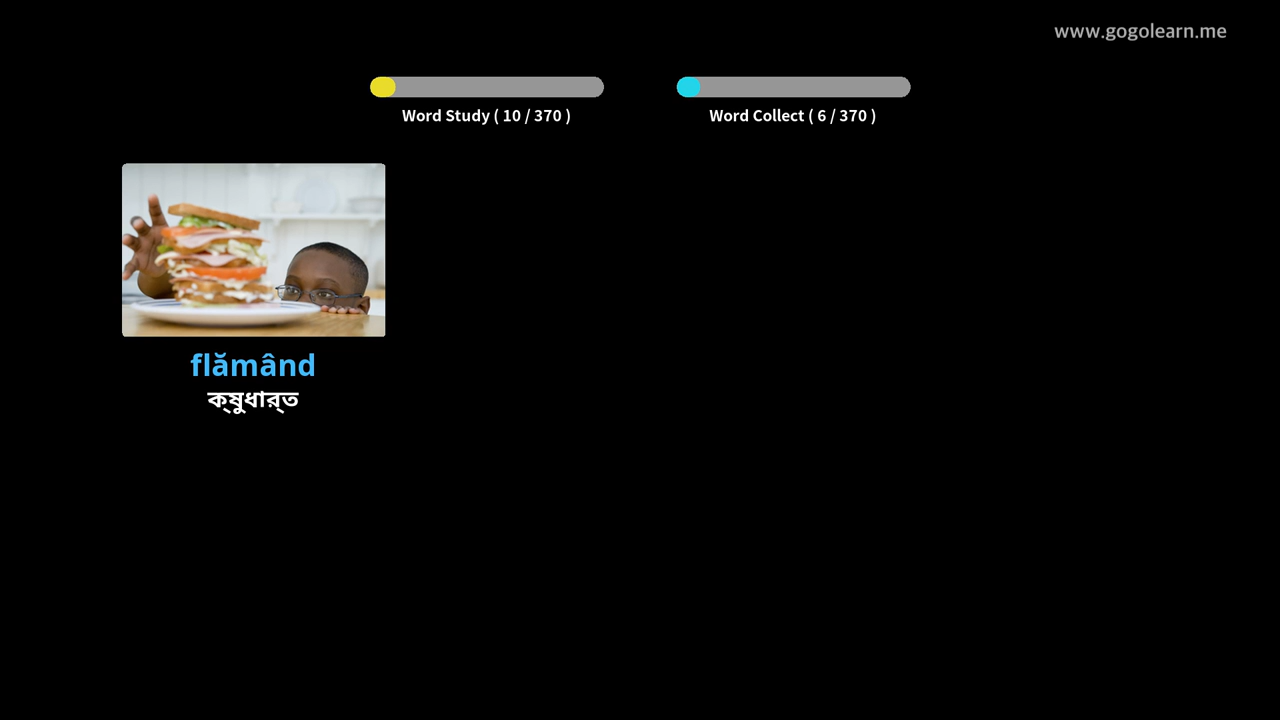 www.gogolearn.me
Word Study ( 10 / 370 )
Word Collect ( 6 / 370 )
flămând
ক্ষুধার্ত